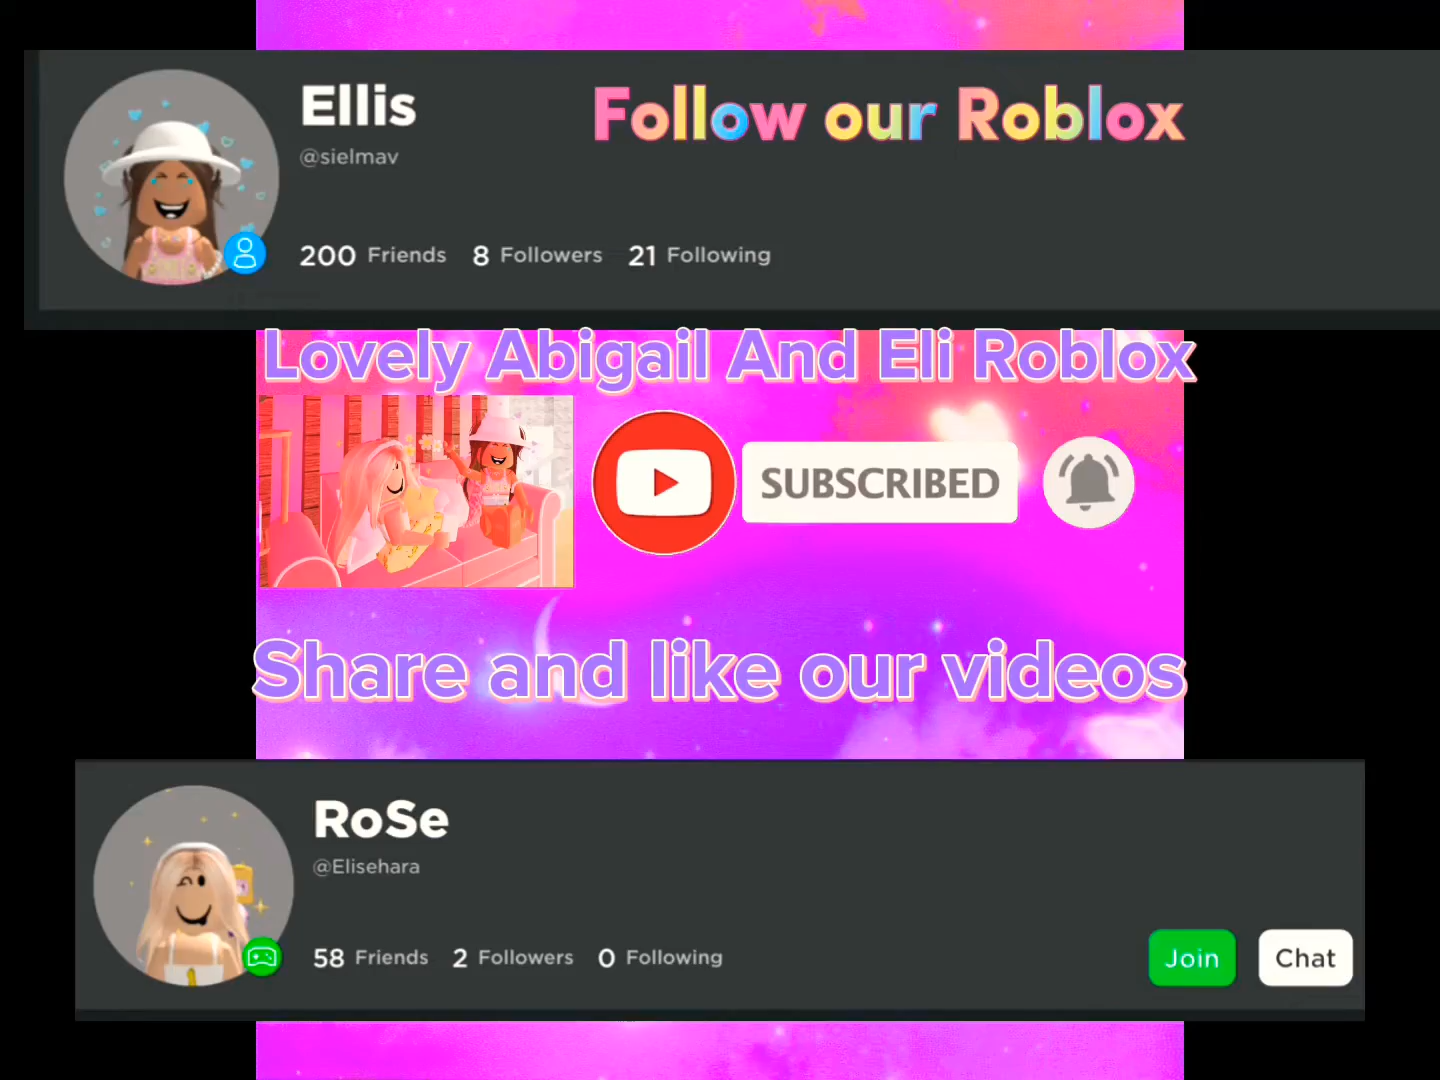 Ellis
Follow our Roblox
@sielmav
200 Friends 8 Followers 21 Following
Lovely Abigail And Eli Roblox
SUBSCRIBED
Share and like our videos
RoSe
@Elisehara
58 Friends 2 Followers 0 Following
Join Chat